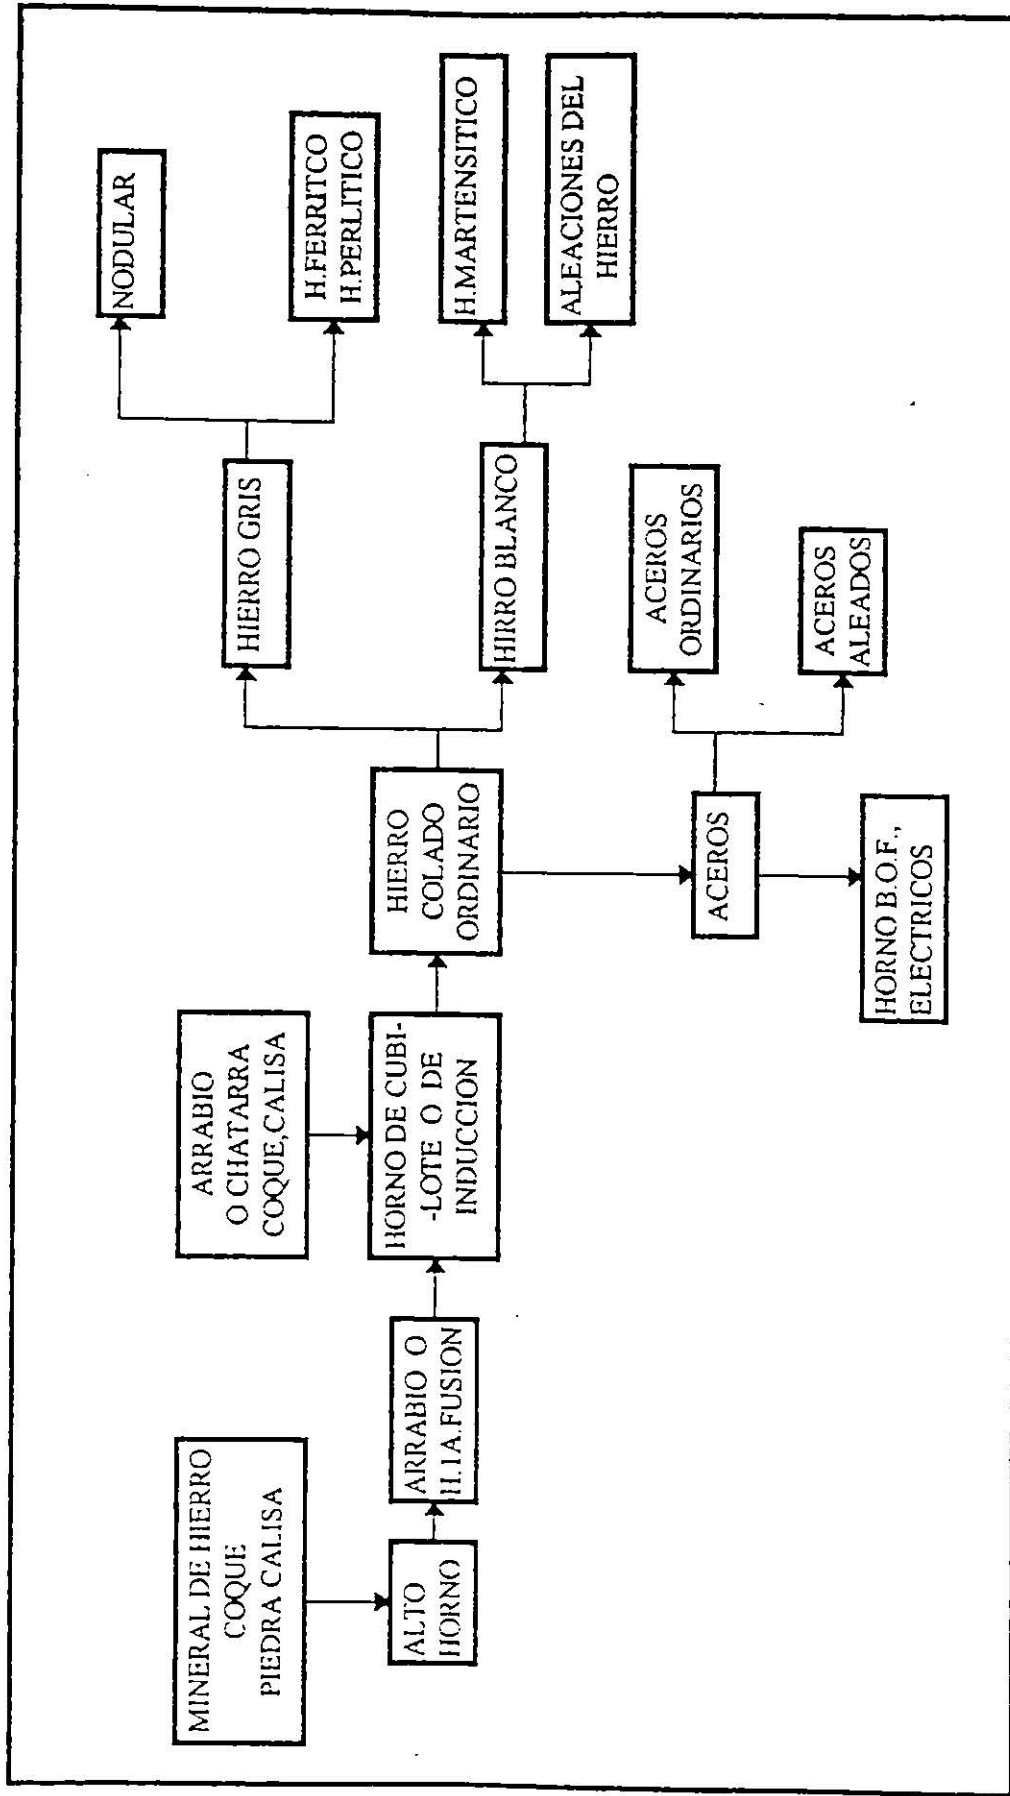 MINERAL DE HIERRO
COQUE
PIEDRA CALISA
ALTO
HORNO
ARRABIO O
H.1A.FUSION
ARRABIO
O CHATARRA
COQUE,CALISA
HORNO DE CUBI-
-LOTE O DE
INDUCCION
HIERRO
COLADO
ORDINARIO
HIERRO GRIS
NODULAR
H.FERRITCO
H.PERLITICO
HIRRO BLANCO
H.MARTENSITICO
ALEACIONES DEL
HIERRO
ACEROS
ACEROS
ORDINARIOS
ACEROS
ALEADOS
HORNO B.O.F.,
ELECTRICOS